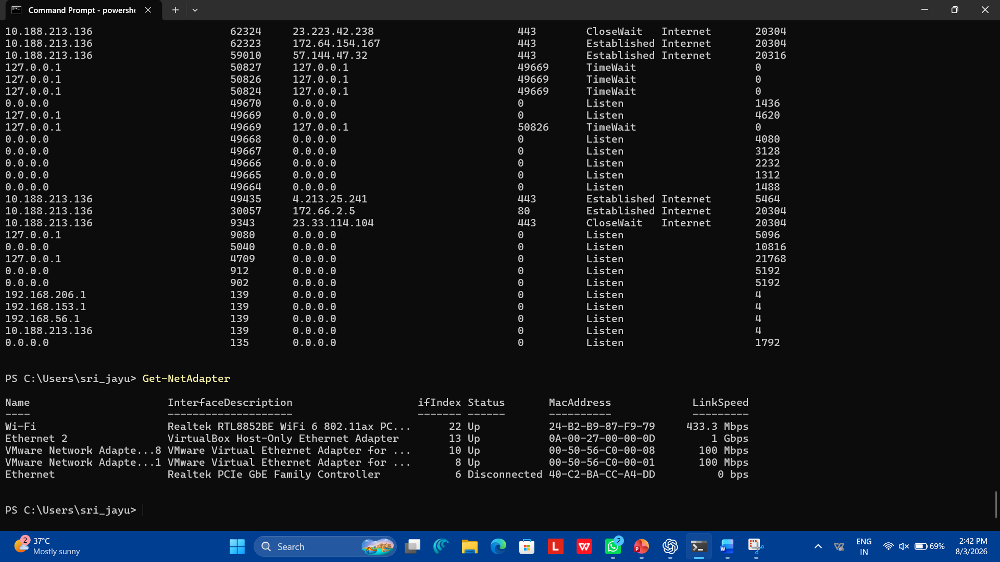 Command Prompt - powershe
10.188.213.136 62324 23.223.42.238 443 CloseWait Internet 20304
10.188.213.136 62323 172.64.154.167 443 Established Internet 20304
10.188.213.136 59010 57.144.47.32 443 Established Internet 20316
127.0.0.1 50827 127.0.0.1 49669 TimeWait 0
127.0.0.1 50826 127.0.0.1 49669 TimeWait 0
127.0.0.1 50824 127.0.0.1 49669 TimeWait 0
0.0.0.0 49670 0.0.0.0 0 Listen 1436
127.0.0.1 49669 0.0.0.0 0 Listen 4620
127.0.0.1 49669 127.0.0.1 50826 TimeWait 0
0.0.0.0 49668 0.0.0.0 0 Listen 4080
0.0.0.0 49667 0.0.0.0 0 Listen 3128
0.0.0.0 49666 0.0.0.0 0 Listen 2232
0.0.0.0 49665 0.0.0.0 0 Listen 1312
0.0.0.0 49664 0.0.0.0 0 Listen 1488
10.188.213.136 49435 4.213.25.241 443 Established Internet 5464
10.188.213.136 30057 172.66.2.5 80 Established Internet 20304
10.188.213.136 9343 23.33.114.104 443 CloseWait Internet 20304
127.0.0.1 9080 0.0.0.0 0 Listen 5096
0.0.0.0 5040 0.0.0.0 0 Listen 10816
127.0.0.1 4709 0.0.0.0 0 Listen 21768
0.0.0.0 912 0.0.0.0 0 Listen 5192
0.0.0.0 902 0.0.0.0 0 Listen 5192
192.168.206.1 139 0.0.0.0 0 Listen 4
192.168.153.1 139 0.0.0.0 0 Listen 4
192.168.56.1 139 0.0.0.0 0 Listen 4
10.188.213.136 139 0.0.0.0 0 Listen 4
0.0.0.0 135 0.0.0.0 0 Listen 1792
PS C:\Users\sri_jayu> Get-NetAdapter
Name InterfaceDescription ifIndex Status MacAddress LinkSpeed
---- -------------------- ------- ------ ---------- ---------
Wi-Fi Realtek RTL8852BE WiFi 6 802.11ax PC... 22 Up 24-B2-B9-87-F9-79 433.3 Mbps
Ethernet 2 VirtualBox Host-Only Ethernet Adapter 13 Up 0A-00-27-00-00-0D 1 Gbps
VMware Network Adapte...8 VMware Virtual Ethernet Adapter for ... 10 Up 00-50-56-C0-00-08 100 Mbps
VMware Network Adapte...1 VMware Virtual Ethernet Adapter for ... 8 Up 00-50-56-C0-00-01 100 Mbps
Ethernet Realtek PCIe GbE Family Controller 6 Disconnected 40-C2-BA-CC-A4-DD 0 bps
PS C:\Users\sri_jayu>
2 37°C
Mostly sunny
Search
L
W
2
P
W
ENG
IN
69%
2:42 PM
8/3/2026